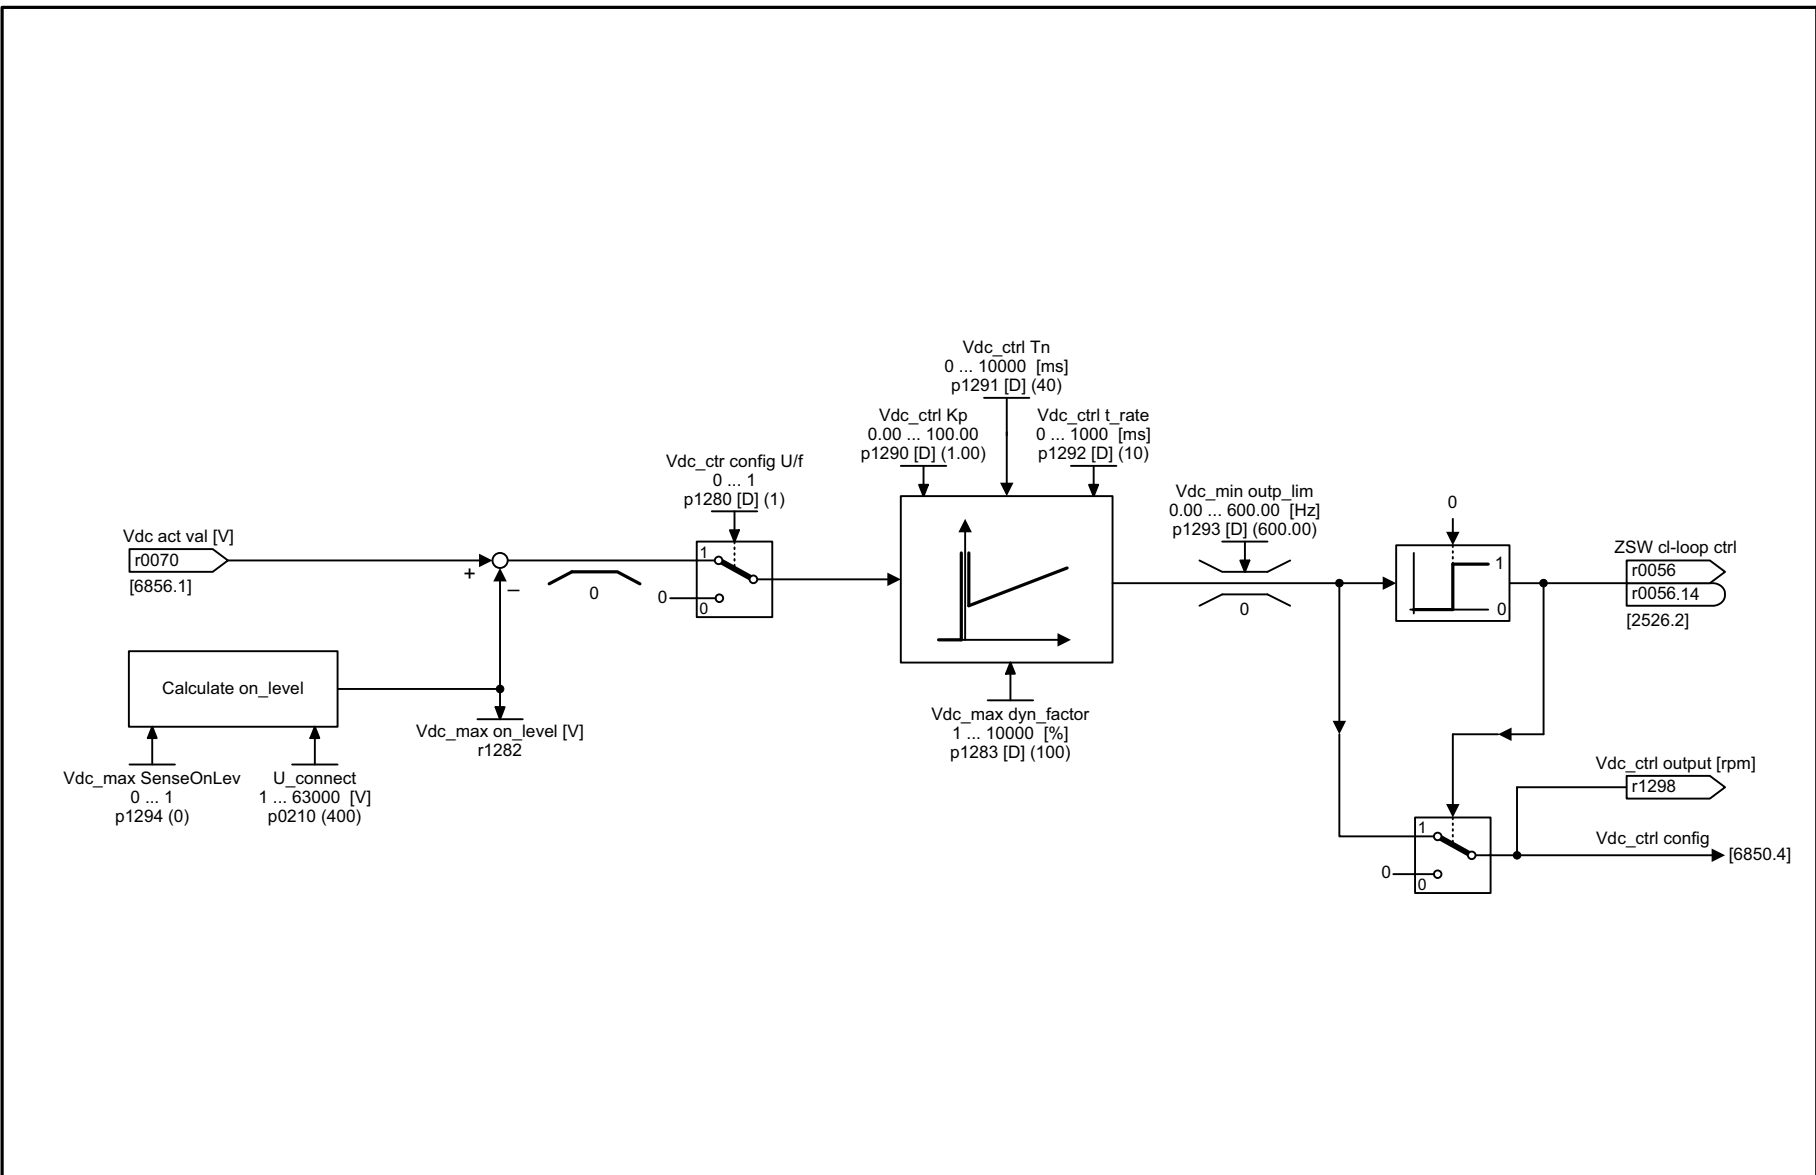 Vdc_ctrl Tn
0 ... 10000 [ms]
p1291 [D] (40)
Vdc_ctrl Kp
0.00 ... 100.00
p1290 [D] (1.00)
Vdc_ctrl t_rate
0 ... 1000 [ms]
p1292 [D] (10)
Vdc_ctr config U/f
0 ... 1
p1280 [D] (1)
Vdc_min outp_lim
0.00 ... 600.00 [Hz]
p1293 [D] (600.00)
0
Vdc act val [V]
r0070
[6856.1]
+
–
0
1
0
0
0
1
0
ZSW cl-loop ctrl
r0056
r0056.14
[2526.2]
Calculate on_level
Vdc_max on_level [V]
r1282
Vdc_max SenseOnLev
0 ... 1
p1294 (0)
U_connect
1 ... 63000 [V]
p0210 (400)
Vdc_max dyn_factor
1 ... 10000 [%]
p1283 [D] (100)
Vdc_ctrl output [rpm]
r1298
1
0
0
Vdc_ctrl config
[6850.4]